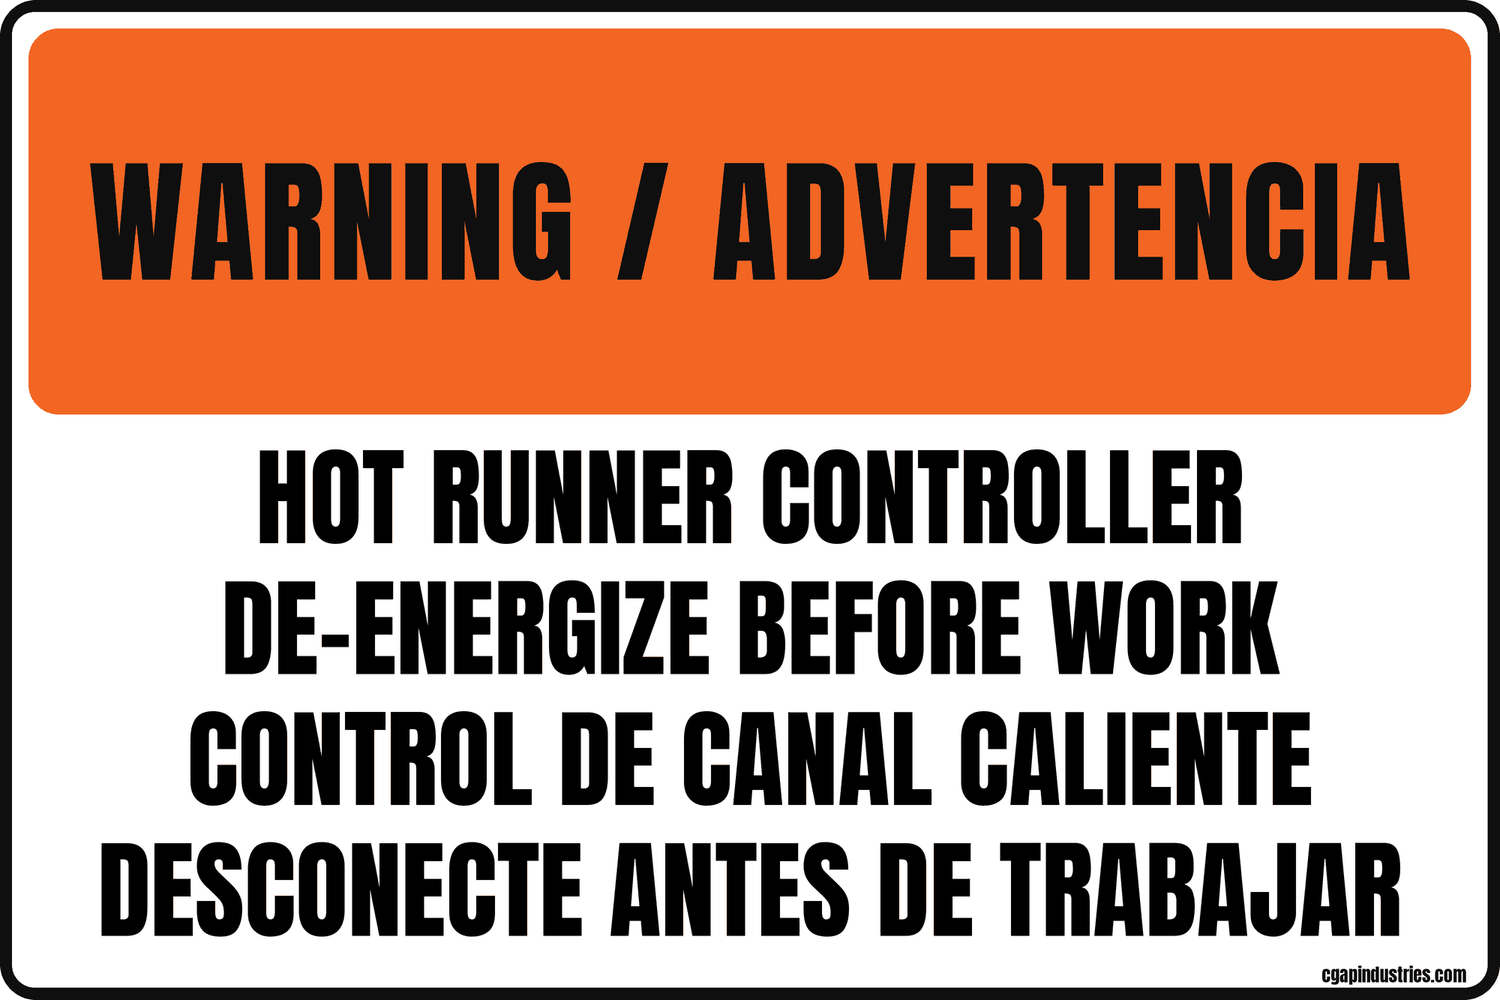 WARNING / ADVERTENCIA
HOT RUNNER CONTROLLER
DE-ENERGIZE BEFORE WORK
CONTROL DE CANAL CALIENTE
DESCONECTE ANTES DE TRABAJAR
cgapindustries.com